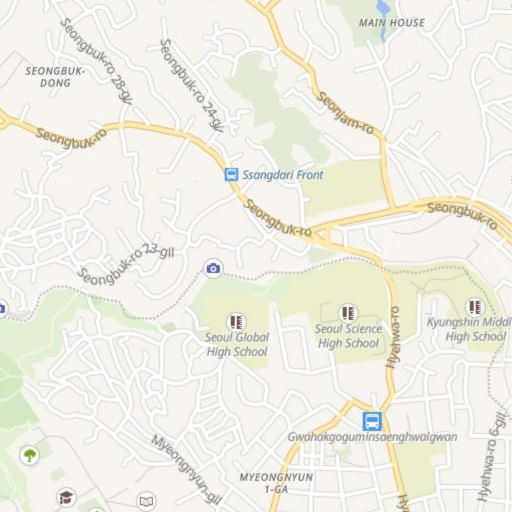 MAIN HOUSE
SEONGBUK-
DONG
Seongbuk-ro 28-gil
Seongbuk-ro 24-gil
Seonjam-ro
Seongbuk-ro
Ssangdari Front
Seongbuk-ro
Seongbuk-ro
Seongbuk-ro 23-gil
Seoul Global
High School
Seoul Science
High School
Kyungshin Middl
High School
Hyehwa-ro
Gwahakgoguminsaenghwalgwan
Myeongnyun-gil
MYEONGNYUN
1-GA
Hyehwa-ro 6-gil
Hy